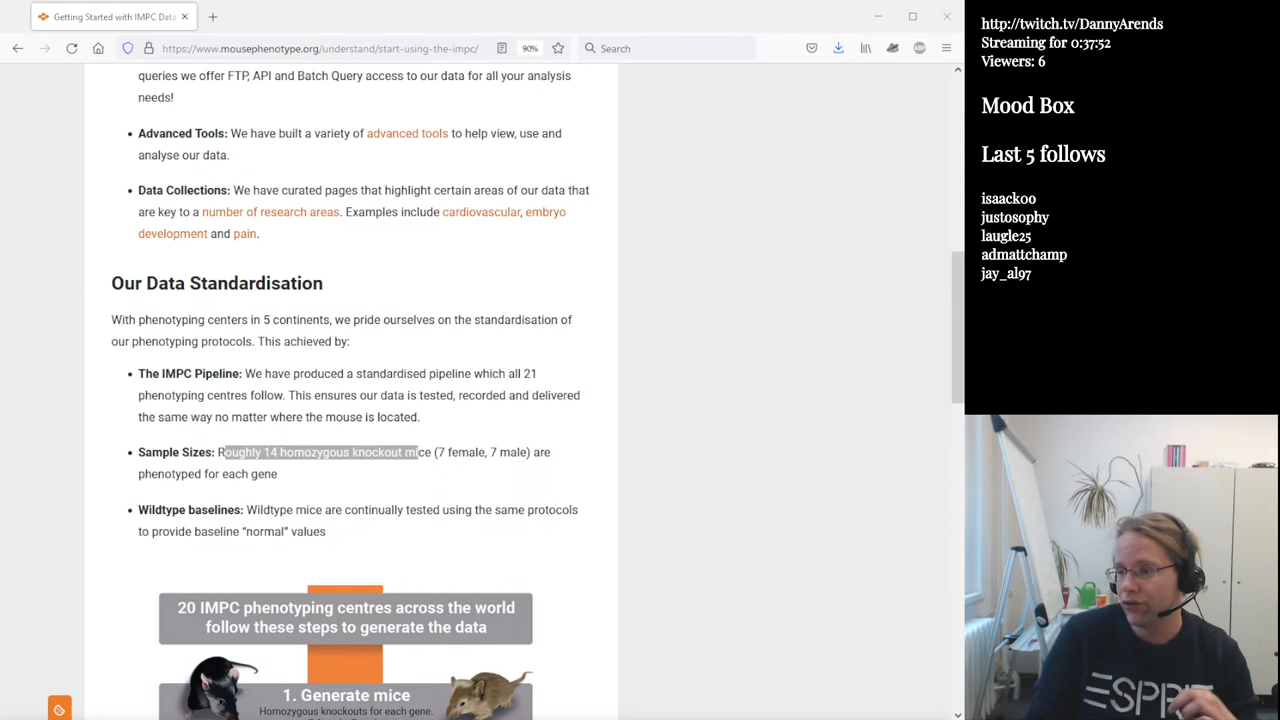 Getting Started with IMPC Data
https://www.mousephenotype.org/understand/start-using-the-impc/
90%
Search
ABP
queries we offer FTP, API and Batch Query access to our data for all your analysis
needs!
• Advanced Tools: We have built a variety of advanced tools to help view, use and
analyse our data.
• Data Collections: We have curated pages that highlight certain areas of our data that
are key to a number of research areas. Examples include cardiovascular, embryo
development and pain.
Our Data Standardisation
With phenotyping centers in 5 continents, we pride ourselves on the standardisation of
our phenotyping protocols. This achieved by:
• The IMPC Pipeline: We have produced a standardised pipeline which all 21
phenotyping centres follow. This ensures our data is tested, recorded and delivered
the same way no matter where the mouse is located.
• Sample Sizes: Roughly 14 homozygous knockout mice (7 female, 7 male) are
phenotyped for each gene
• Wildtype baselines: Wildtype mice are continually tested using the same protocols
to provide baseline “normal” values
20 IMPC phenotyping centres across the world
follow these steps to generate the data
1. Generate mice
Homozygous knockouts for each gene.
http://twitch.tv/DannyArends
Streaming for 0:37:52
Viewers: 6
Mood Box
Last 5 follows
isaackoo
justosophy
laugle25
admattchamp
jay_al97
ESPRIT